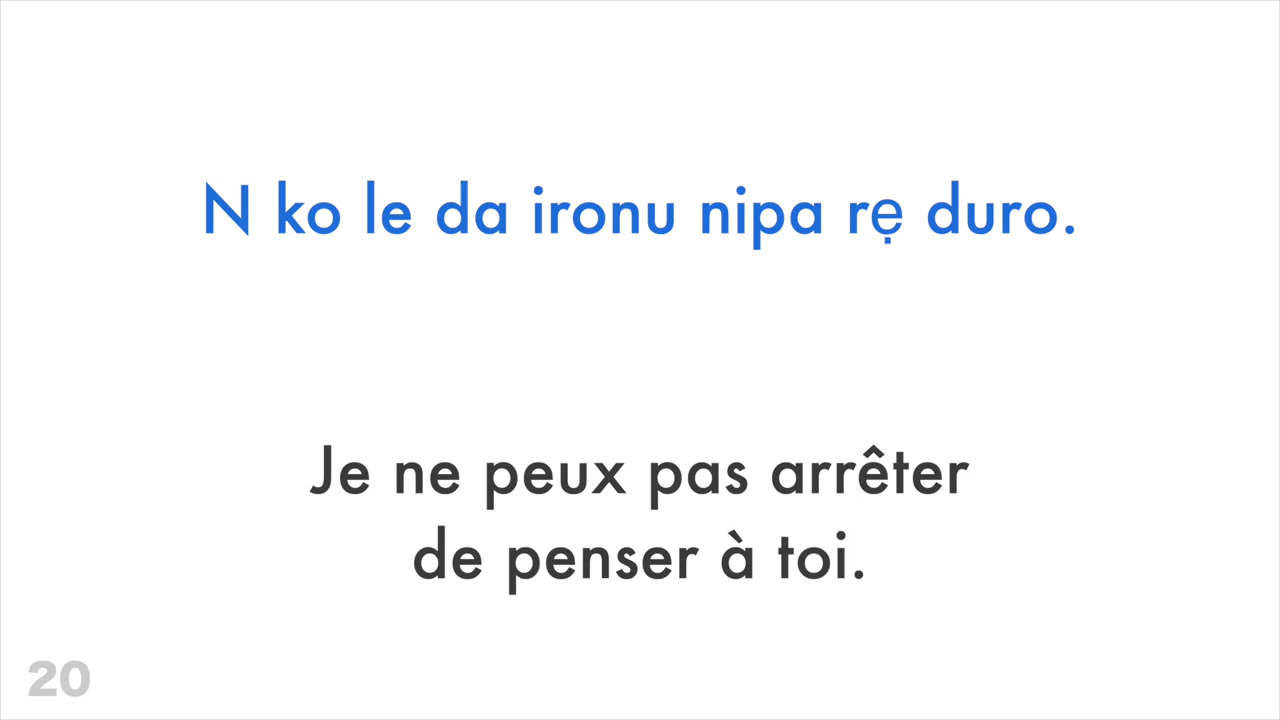 N ko le da ironu nipa rẹ duro.
Je ne peux pas arrêter
de penser à toi.
20